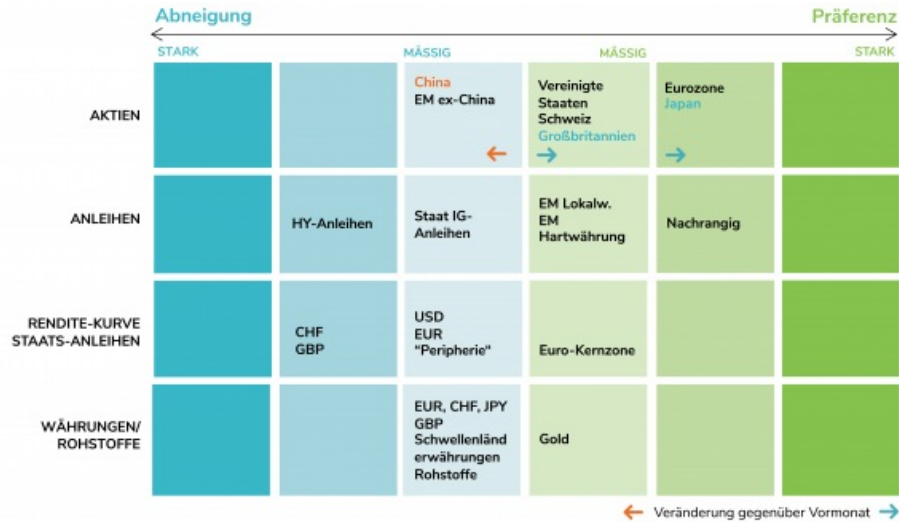 Abneigung
Präferenz
STARK
MÄSSIG
MÄSSIG
STARK
AKTIEN
China
EM ex-China
Vereinigte
Staaten
Schweiz
Großbritannien
Eurozone
Japan
ANLEIHEN
HY-Anleihen
Staat IG-
Anleihen
EM Lokalw.
EM
Hartwährung
Nachrangig
RENDITE-KURVE
STAATS-ANLEIHEN
CHF
GBP
USD
EUR
"Peripherie"
Euro-Kernzone
WÄHRUNGEN/
ROHSTOFFE
EUR, CHF, JPY
GBP
Schwellenländ
erwährungen
Rohstoffe
Gold
Veränderung gegenüber Vormonat